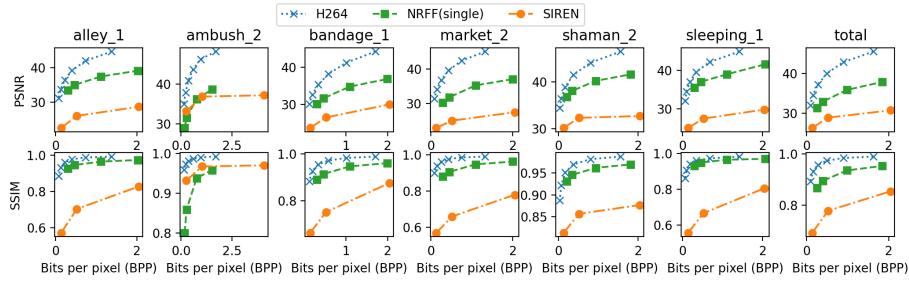 H264 NRFF(single) SIREN
alley_1 ambush_2 bandage_1 market_2 shaman_2 sleeping_1 total
PSNR
40 30
40 30
40 30
40 30
40 30
40 30
40 30
0 2 0.0 2.5 1 2 0 2 0 2 0 2 0 2
SSIM
1.0 0.8 0.6
1.0 0.9 0.8
1.0 0.8 0.6
1.0 0.8 0.6
0.95 0.90 0.85
1.0 0.8 0.6
0.8
0 2 0.0 2.5 1 2 0 2 0 2 0 2 0 2
Bits per pixel (BPP) Bits per pixel (BPP) Bits per pixel (BPP) Bits per pixel (BPP) Bits per pixel (BPP) Bits per pixel (BPP) Bits per pixel (BPP)